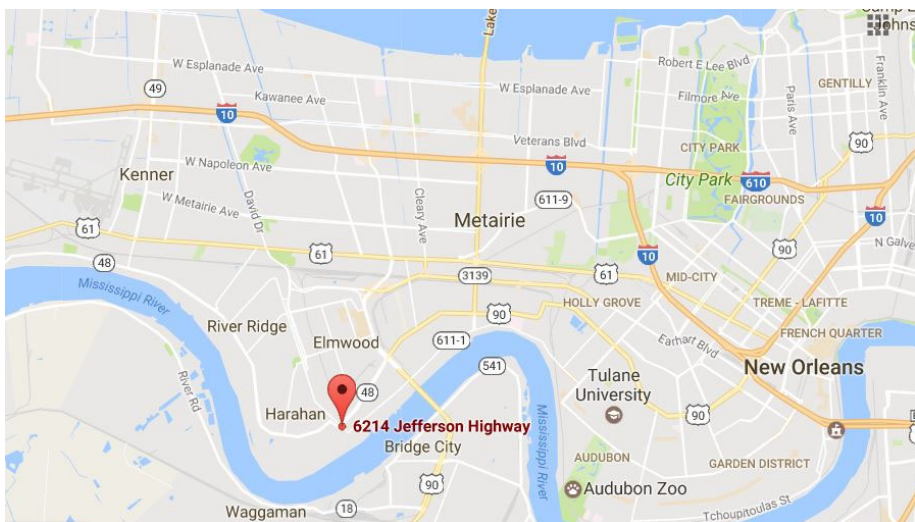 Lake
Johns
W Esplanade Ave
Robert E Lee Blvd
GENTILLY
Franklin Ave
49
Kawanee Ave
W Esplanade Ave
Filmore Ave
Paris Ave
10
Veterans Blvd
CITY PARK
90
W Napoleon Ave
10
City Park
610
Kenner
David Dr
Cleary Ave
611-9
FAIRGROUNDS
W Metairie Ave
Metairie
10
61
61
10
90
N Galve
48
3139
61
MID-CITY
Mississippi River
90
HOLLY GROVE
TREME - LAFITTE
River Ridge
Elmwood
611-1
Earhart Blvd
FRENCH QUARTER
541
Tulane
University
New Orleans
River Rd
48
Harahan
6214 Jefferson Highway
Bridge City
Mississippi River
90
AUDUBON
GARDEN DISTRICT
90
Audubon Zoo
Tchoupitoulas St
Waggaman
18